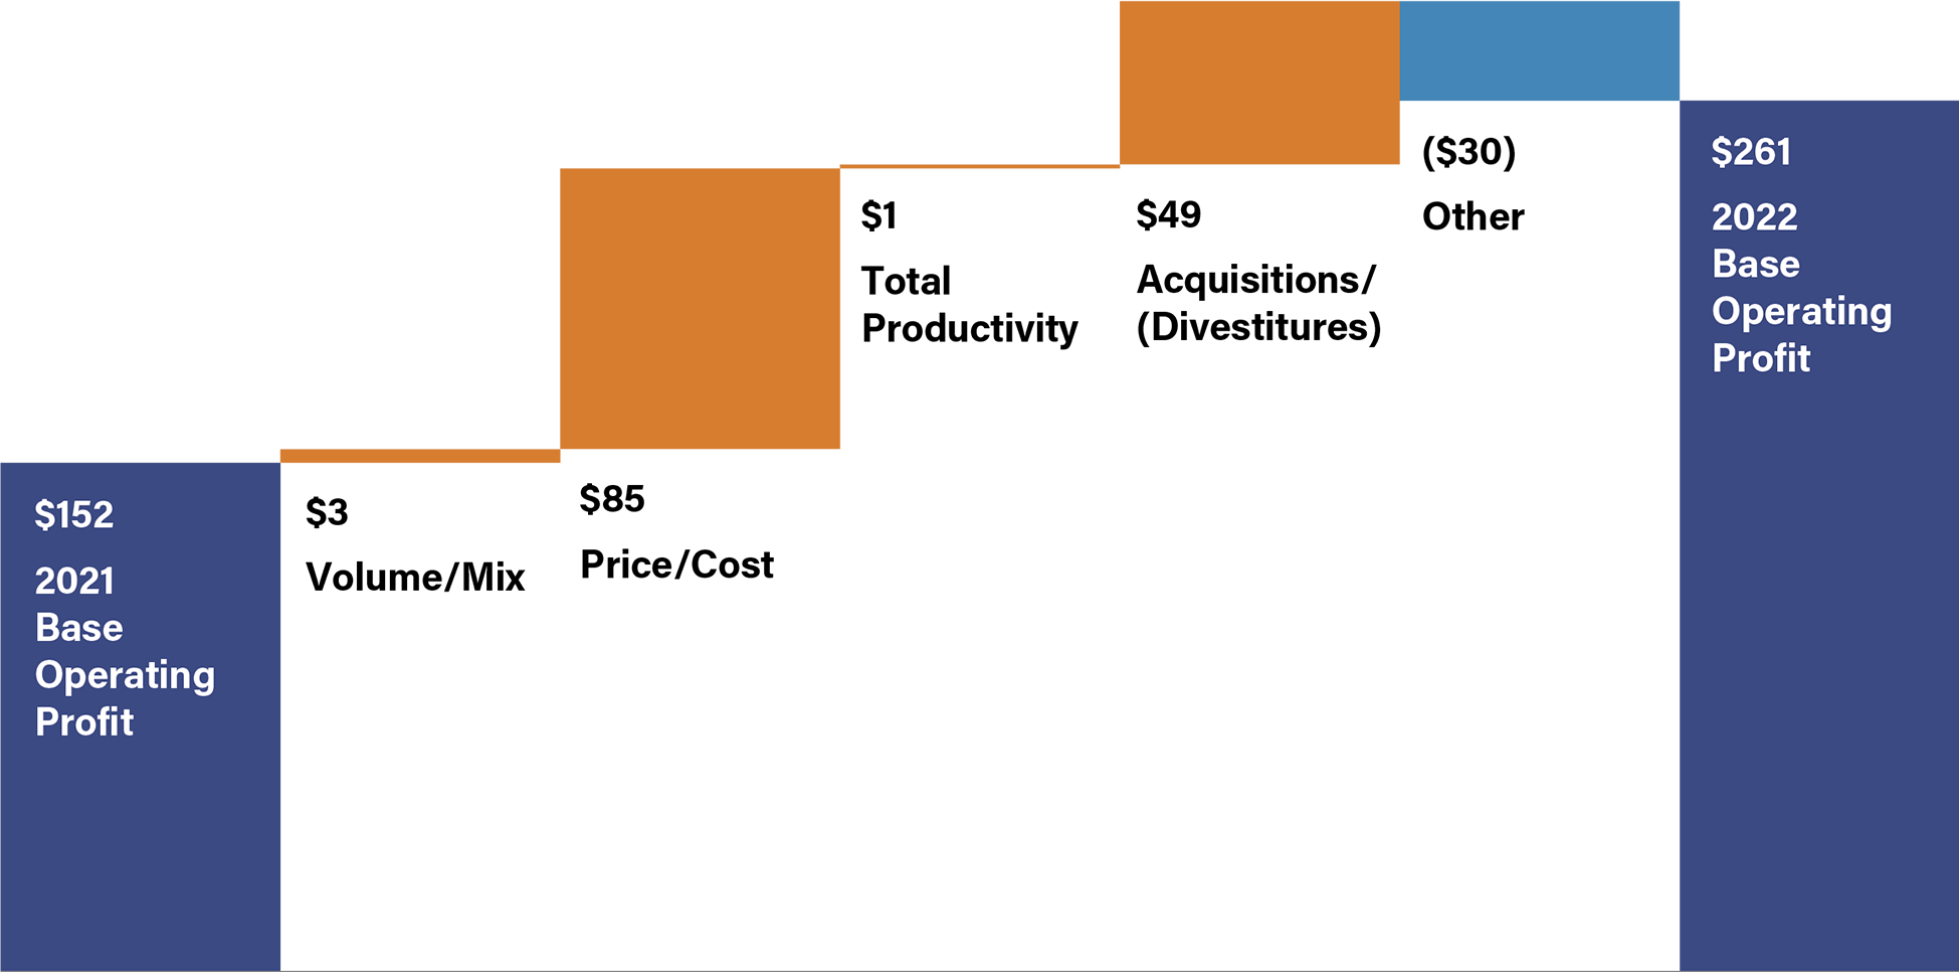 $152
2021
Base
Operating
Profit
$3
Volume/Mix
$85
Price/Cost
$1
Total
Productivity
$49
Acquisitions/
(Divestitures)
($30)
Other
$261
2022
Base
Operating
Profit